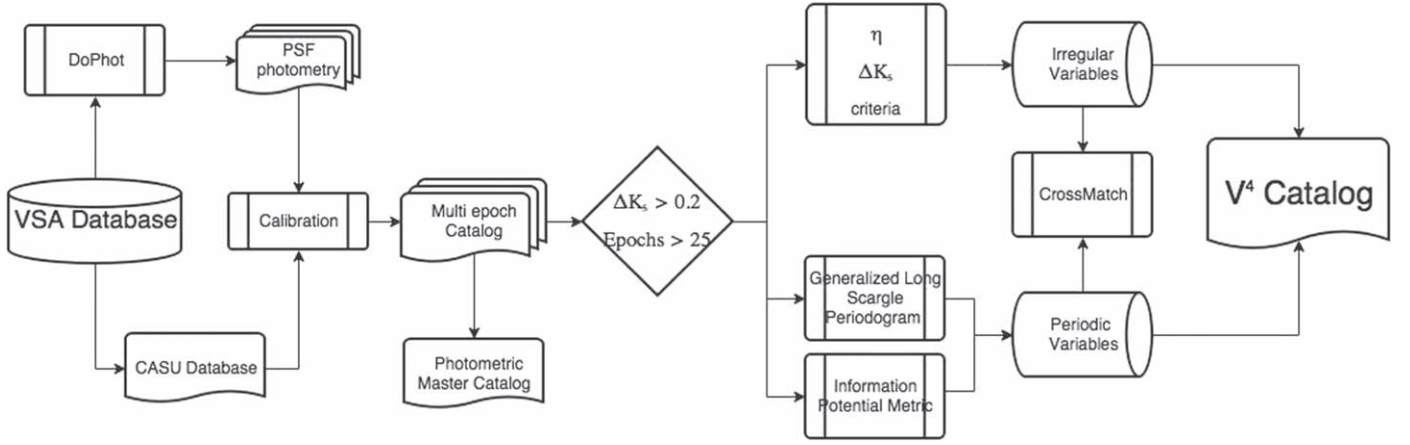 DoPhot
PSF
photometry
VSA Database
Calibration
CASU Database
Multi epoch
Catalog
Photometric
Master Catalog
ΔKₛ > 0.2
Epochs > 25
η
ΔKₛ
criteria
Generalized Long
Scargle
Periodogram
Information
Potential Metric
Irregular
Variables
CrossMatch
Periodic
Variables
V⁴ Catalog